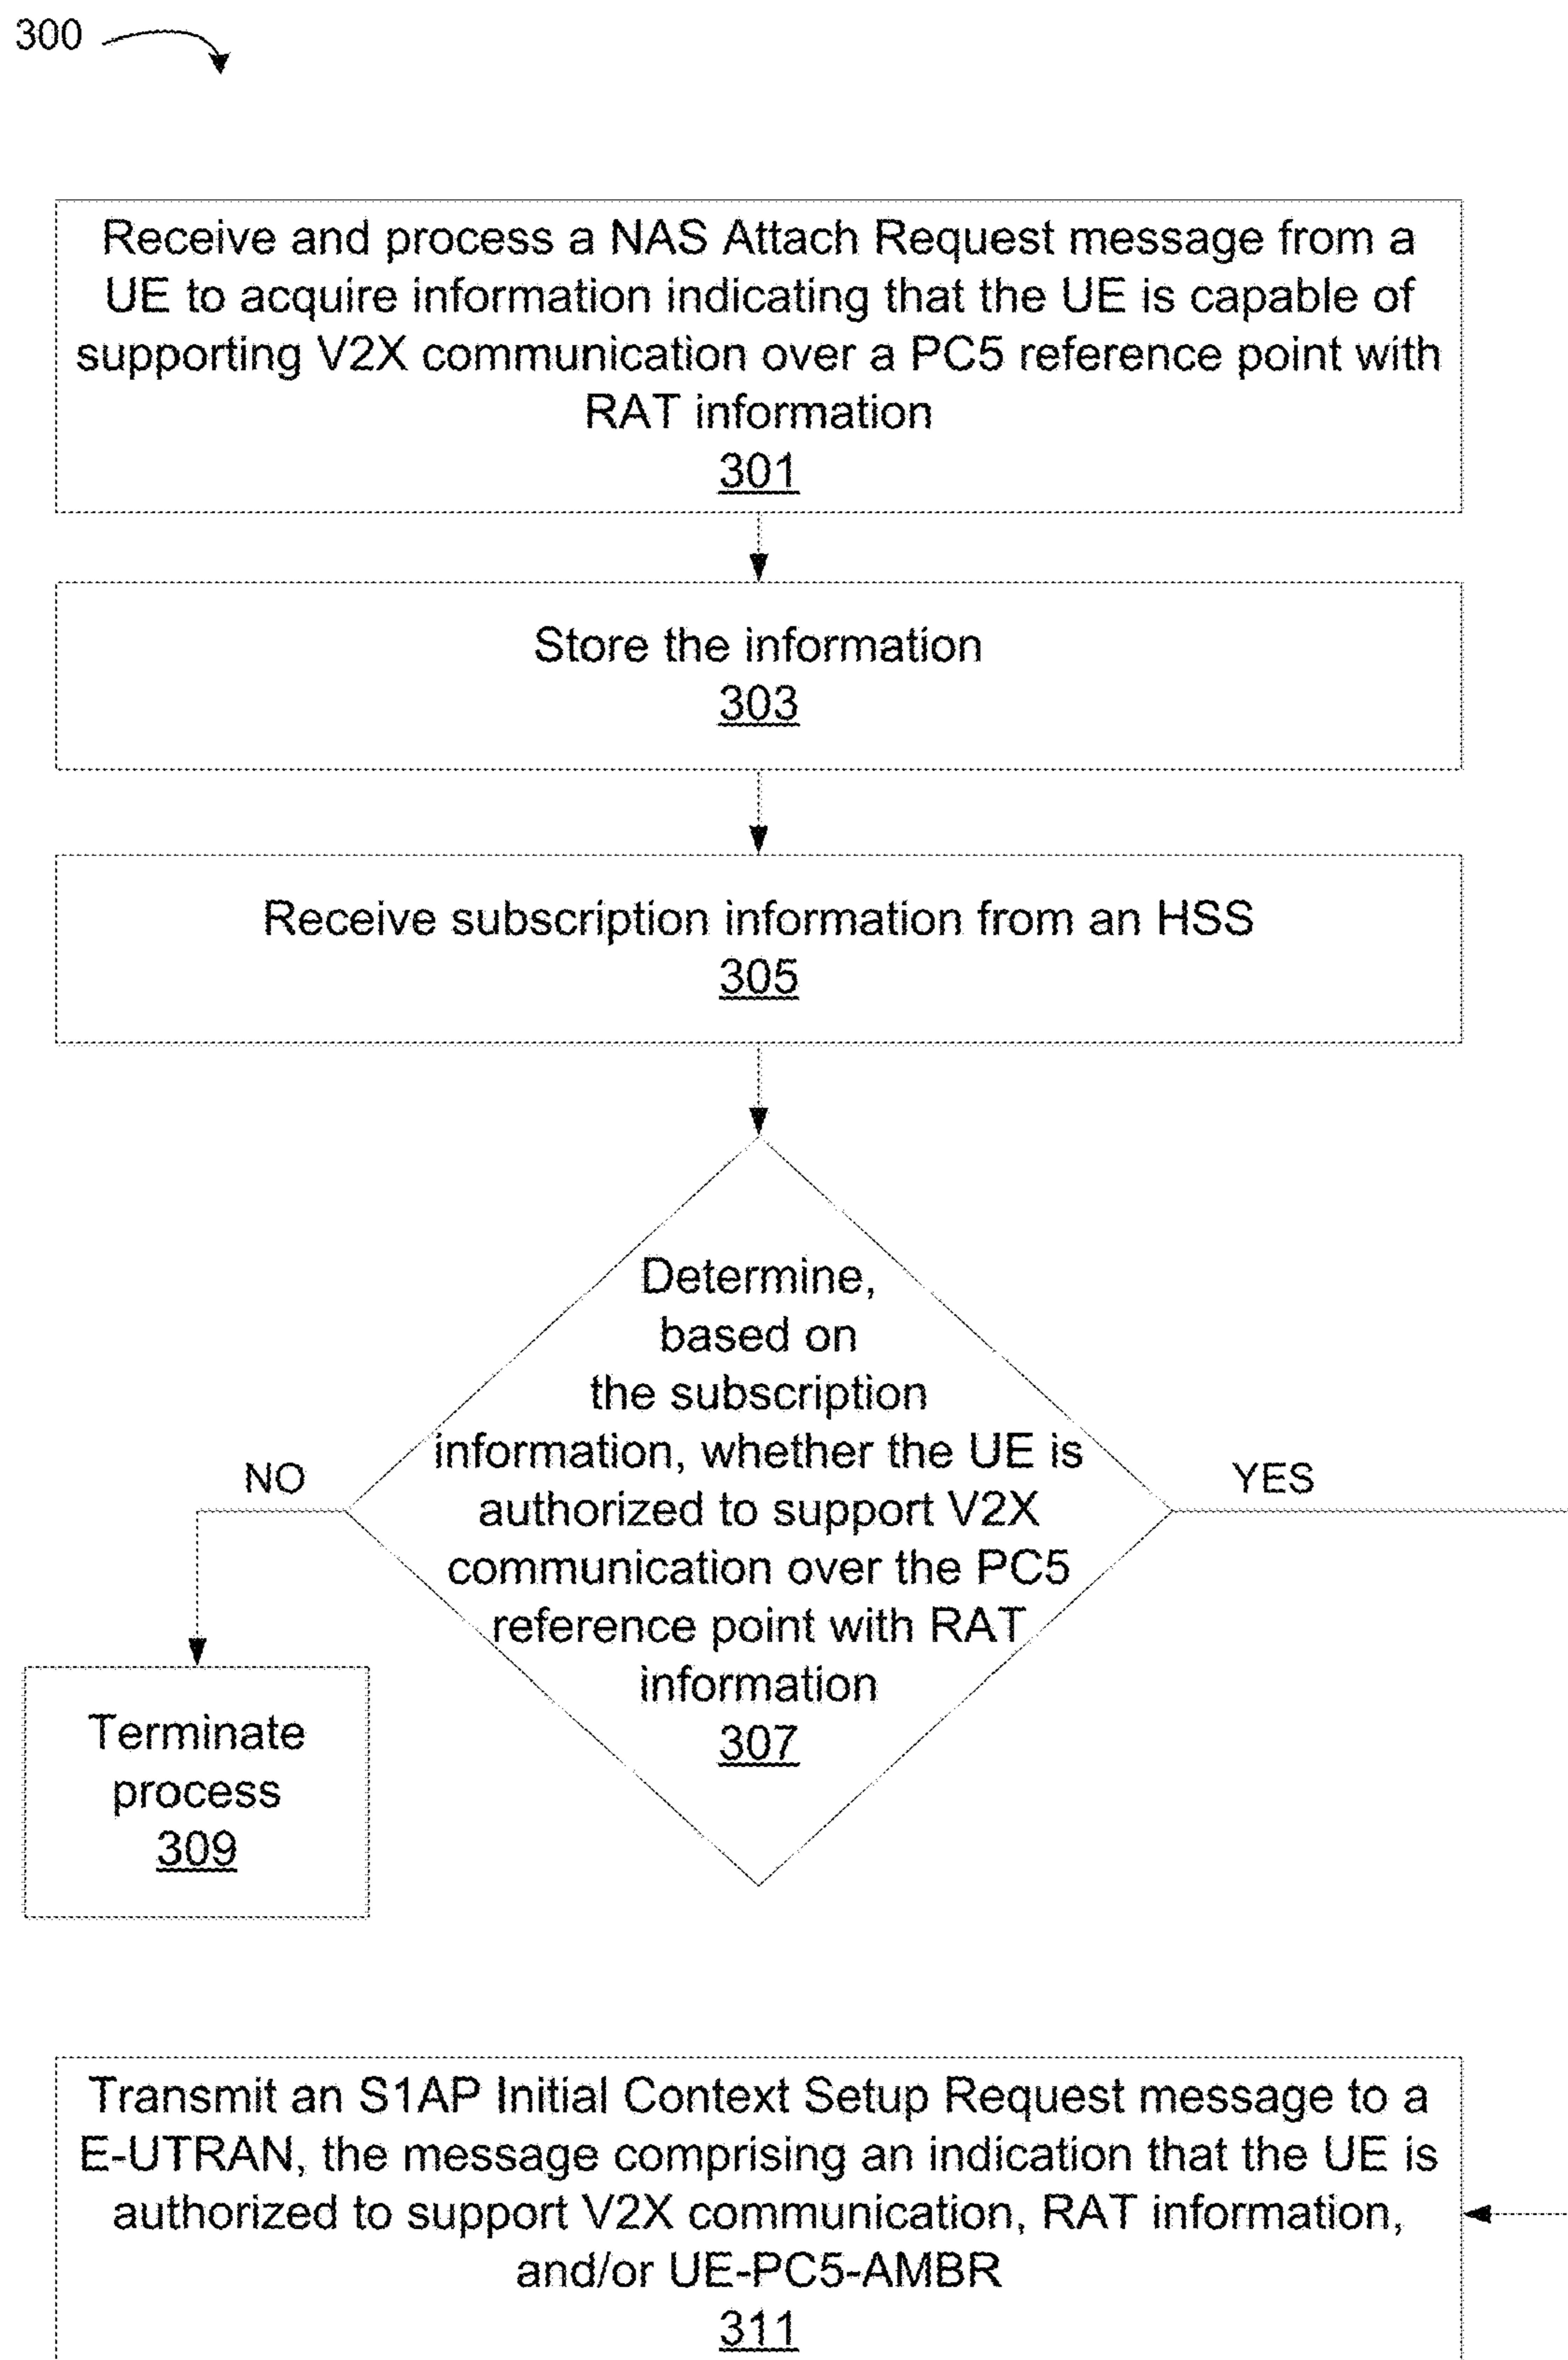 300
Receive and process a NAS Attach Request message from a
UE to acquire information indicating that the UE is capable of
supporting V2X communication over a PC5 reference point with
RAT information
301
Store the information
303
Receive subscription information from an HSS
305
Determine,
based on
the subscription
information, whether the UE is
authorized to support V2X
communication over the PC5
reference point with RAT
information
307
NO
YES
Terminate
process
309
Transmit an S1AP Initial Context Setup Request message to a
E-UTRAN, the message comprising an indication that the UE is
authorized to support V2X communication, RAT information,
and/or UE-PC5-AMBR
311